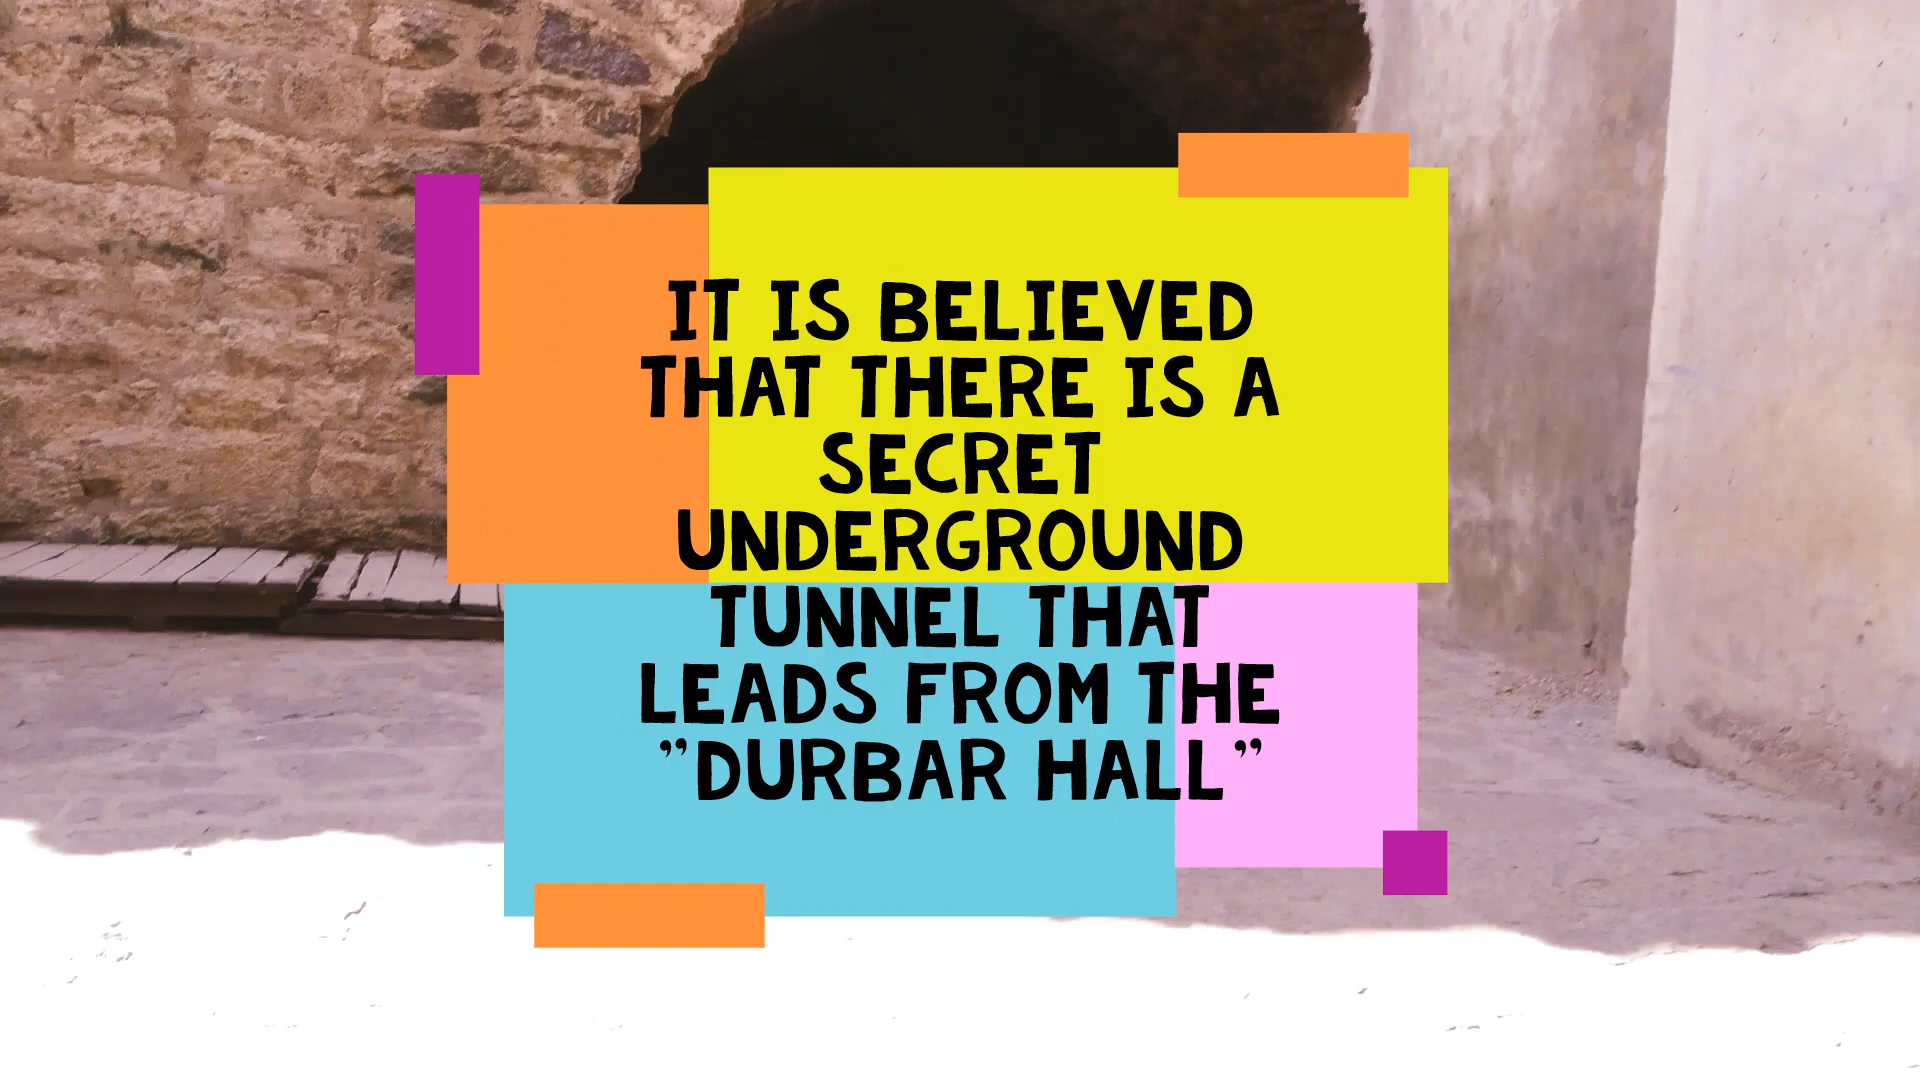 IT IS BELIEVED
THAT THERE IS A
SECRET
UNDERGROUND
TUNNEL THAT
LEADS FROM THE
”DURBAR HALL”